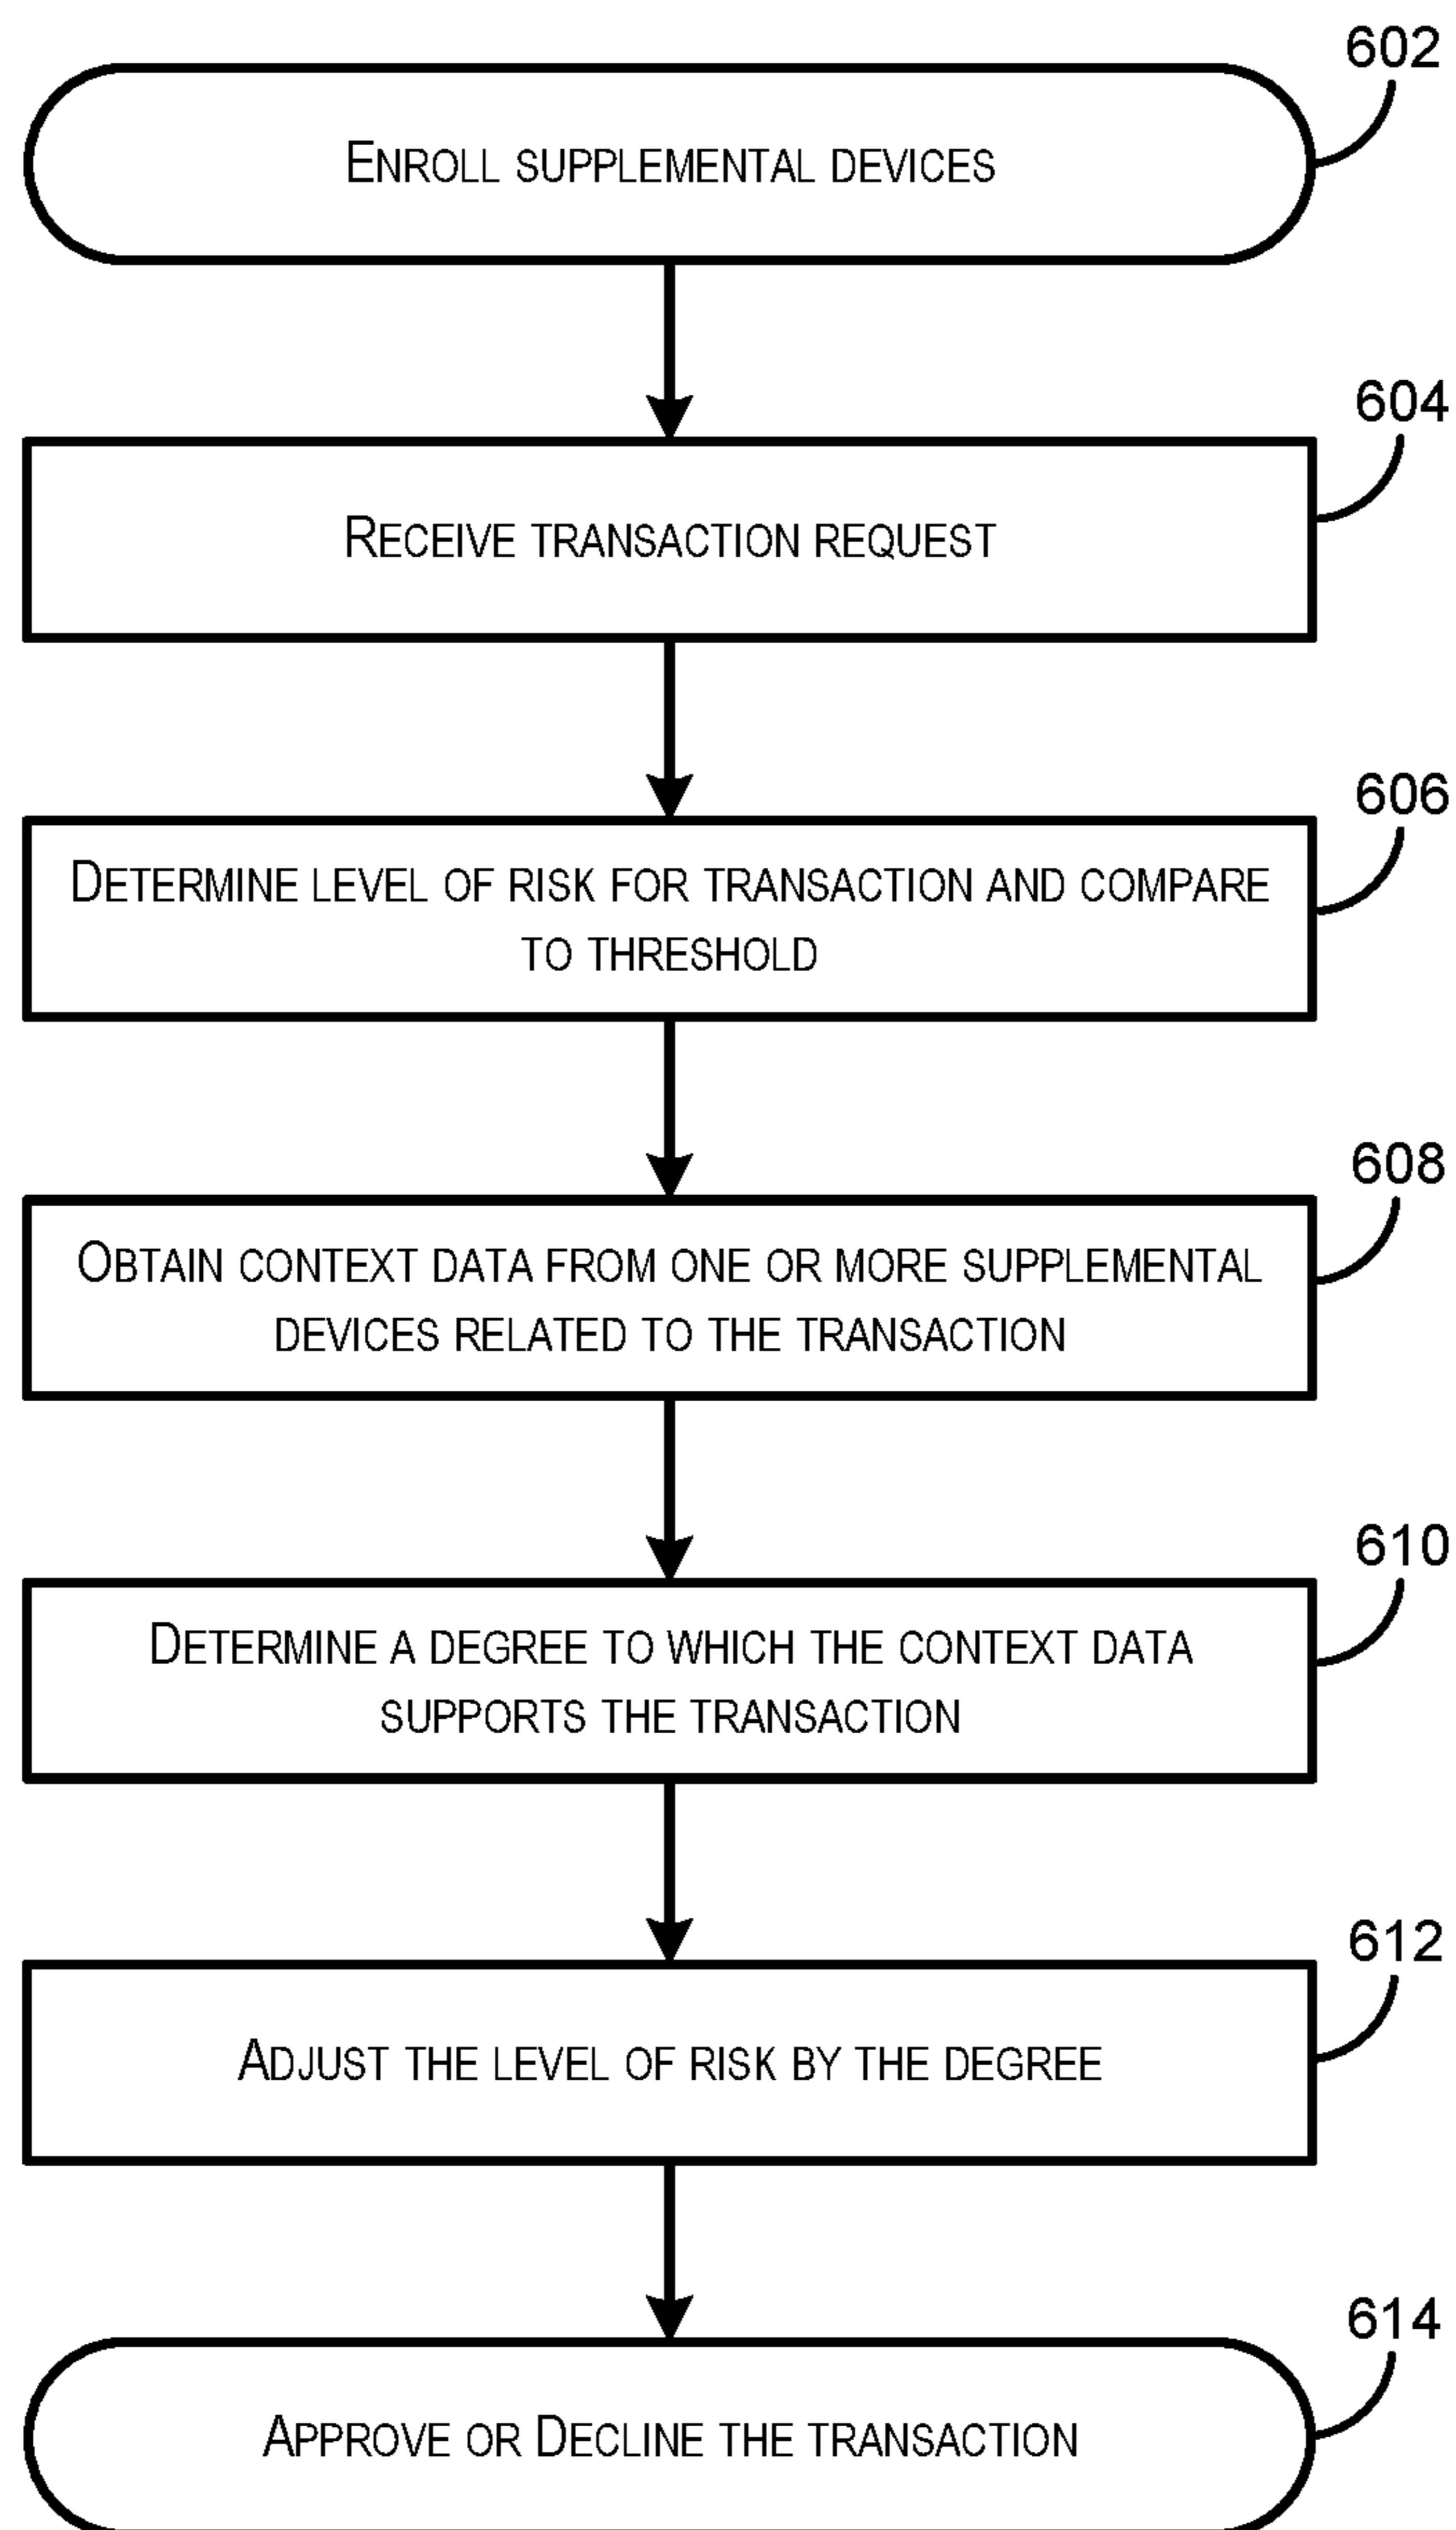 602
ENROLL SUPPLEMENTAL DEVICES
604
RECEIVE TRANSACTION REQUEST
606
DETERMINE LEVEL OF RISK FOR TRANSACTION AND COMPARE
TO THRESHOLD
608
OBTAIN CONTEXT DATA FROM ONE OR MORE SUPPLEMENTAL
DEVICES RELATED TO THE TRANSACTION
610
DETERMINE A DEGREE TO WHICH THE CONTEXT DATA
SUPPORTS THE TRANSACTION
612
ADJUST THE LEVEL OF RISK BY THE DEGREE
614
APPROVE OR DECLINE THE TRANSACTION